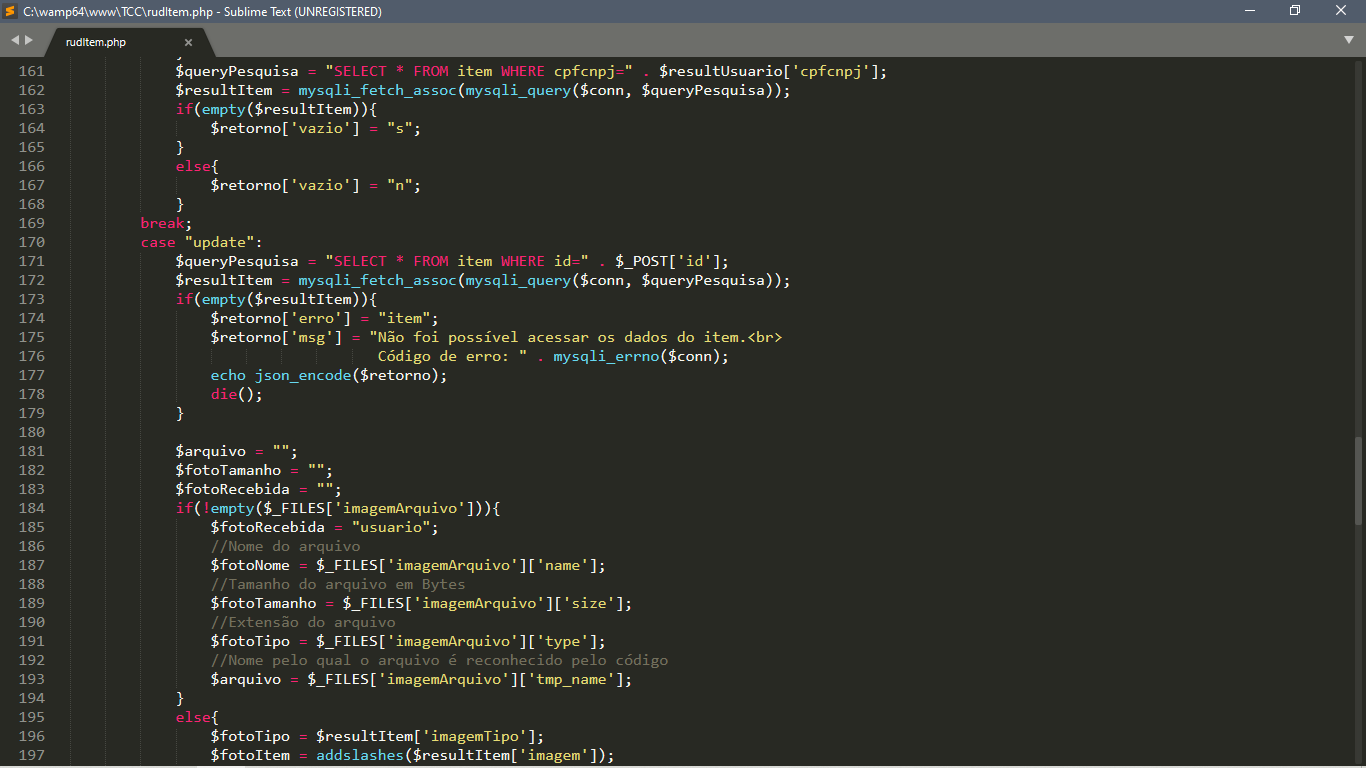 C:\wamp64\www\TCC\rudItem.php - Sublime Text (UNREGISTERED)
rudItem.php
161 $queryPesquisa = "SELECT * FROM item WHERE cpfcnpj=" . $resultUsuario['cpfcnpj'];
162 $resultItem = mysqli_fetch_assoc(mysqli_query($conn, $queryPesquisa));
163 if(empty($resultItem)){
164 $retorno['vazio'] = "s";
165 }
166 else{
167 $retorno['vazio'] = "n";
168 }
169 break;
170 case "update":
171 $queryPesquisa = "SELECT * FROM item WHERE id=" . $_POST['id'];
172 $resultItem = mysqli_fetch_assoc(mysqli_query($conn, $queryPesquisa));
173 if(empty($resultItem)){
174 $retorno['erro'] = "item";
175 $retorno['msg'] = "Não foi possível acessar os dados do item.<br>
176 Código de erro: " . mysqli_errno($conn);
177 echo json_encode($retorno);
178 die();
179 }
180
181 $arquivo = "";
182 $fotoTamanho = "";
183 $fotoRecebida = "";
184 if(!empty($_FILES['imagemArquivo'])){
185 $fotoRecebida = "usuario";
186 //Nome do arquivo
187 $fotoNome = $_FILES['imagemArquivo']['name'];
188 //Tamanho do arquivo em Bytes
189 $fotoTamanho = $_FILES['imagemArquivo']['size'];
190 //Extensão do arquivo
191 $fotoTipo = $_FILES['imagemArquivo']['type'];
192 //Nome pelo qual o arquivo é reconhecido pelo código
193 $arquivo = $_FILES['imagemArquivo']['tmp_name'];
194 }
195 else{
196 $fotoTipo = $resultItem['imagemTipo'];
197 $fotoItem = addslashes($resultItem['imagem']);